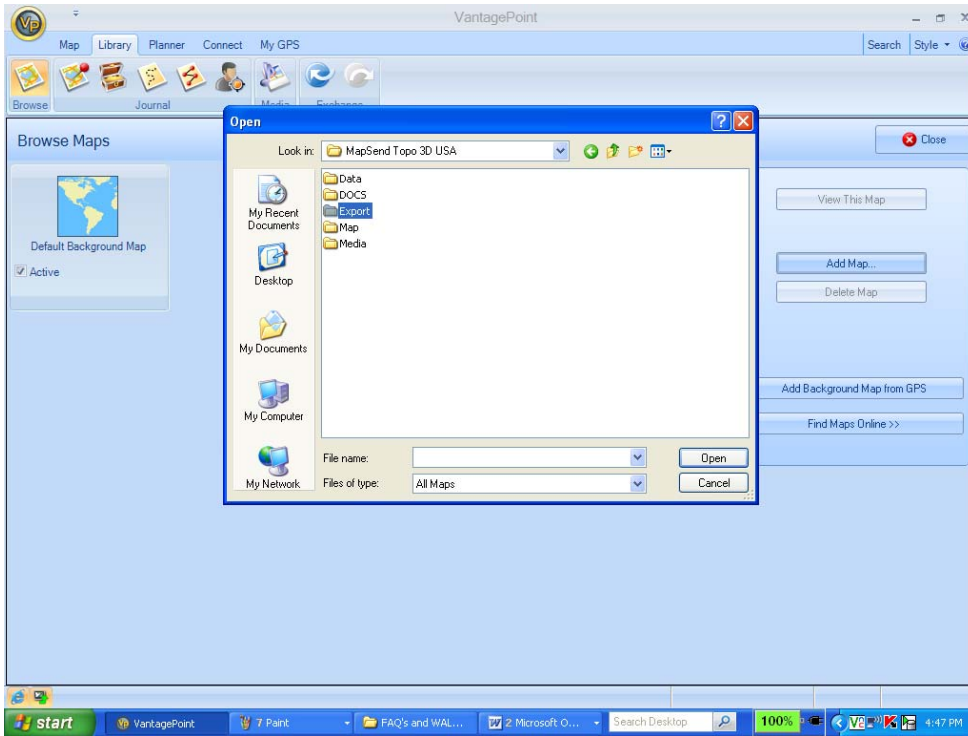 Vp
VantagePoint
Map Library Planner Connect My GPS Search Style
Browse Journal Media Exchange
Browse Maps
Close
Default Background Map
Active
View This Map
Add Map...
Delete Map
Add Background Map from GPS
Find Maps Online >>
Open
Look in: MapSend Topo 3D USA
My Recent Documents
Desktop
My Documents
My Computer
My Network
Data
DOCS
Export
Map
Media
File name: Open
Files of type: All Maps Cancel
start VantagePoint 7 Paint FAQ's and WAL... 2 Microsoft O... Search Desktop 100% 4:47 PM